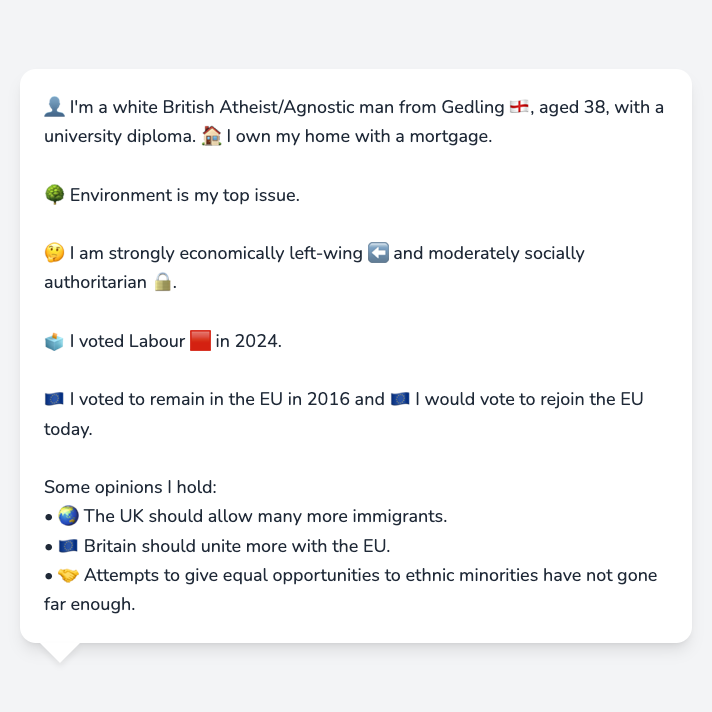 👤 I'm a white British Atheist/Agnostic man from Gedling 🏴󠁧󠁢󠁥󠁮󠁧󠁿, aged 38, with a
university diploma. 🏠 I own my home with a mortgage.
🌳 Environment is my top issue.
🤔 I am strongly economically left-wing ⬅️ and moderately socially
authoritarian 🔒.
🗳️ I voted Labour 🟥 in 2024.
🇪🇺 I voted to remain in the EU in 2016 and 🇪🇺 I would vote to rejoin the EU
today.
Some opinions I hold:
• 🌏 The UK should allow many more immigrants.
• 🇪🇺 Britain should unite more with the EU.
• 🤝 Attempts to give equal opportunities to ethnic minorities have not gone
far enough.